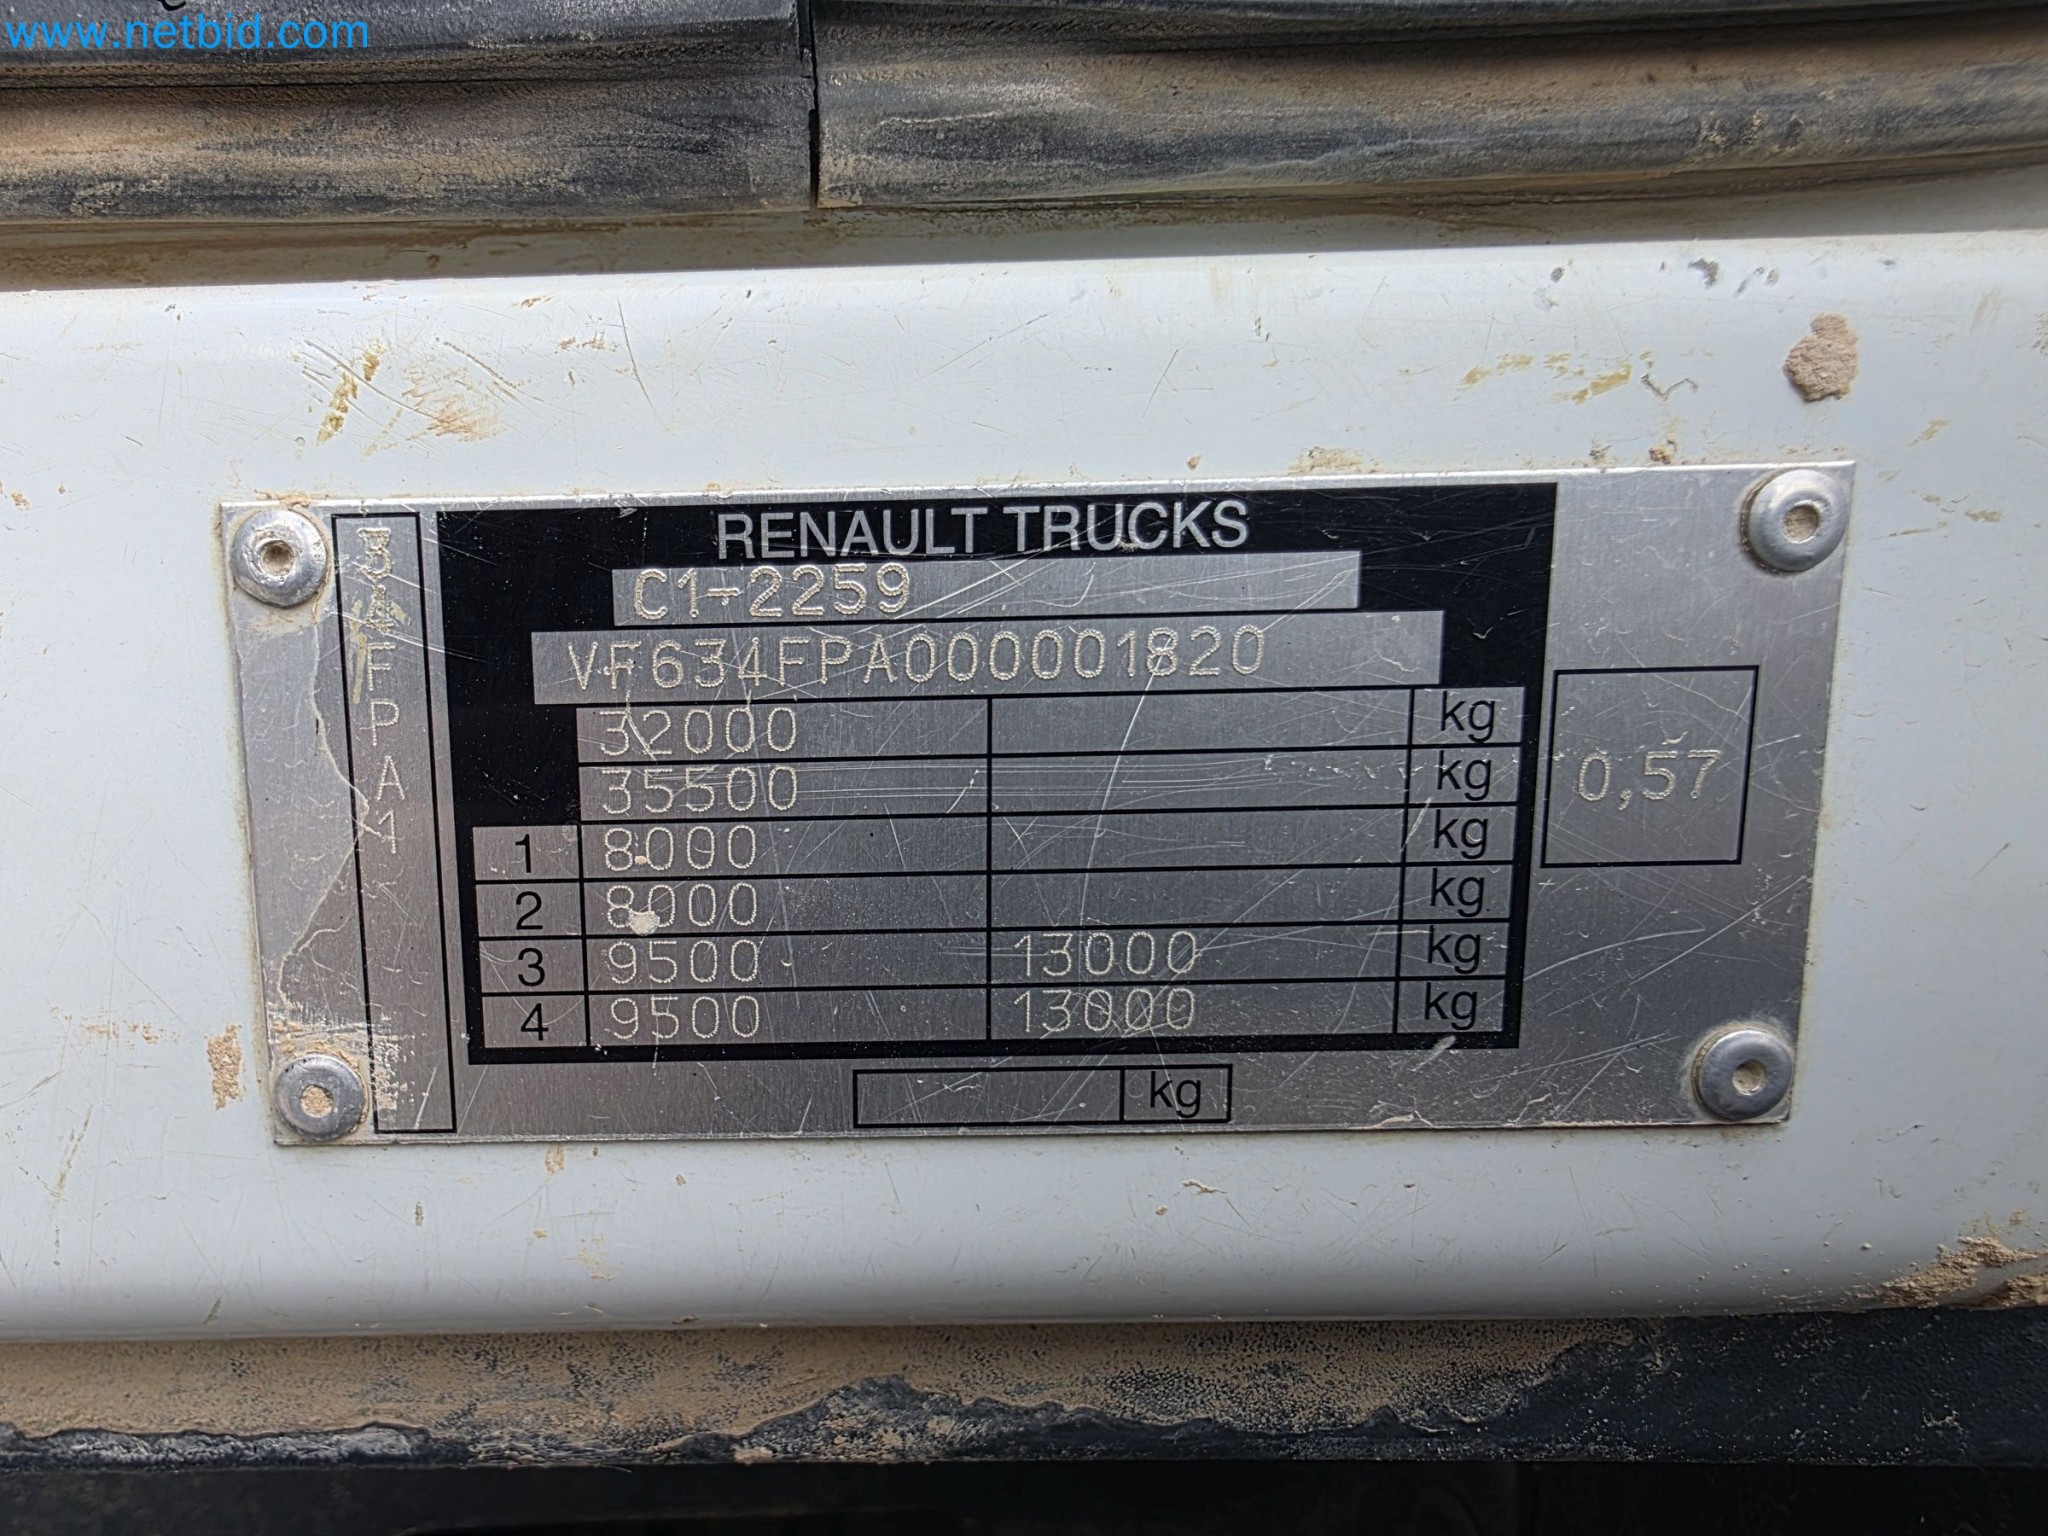 www.netbid.com
RENAULT TRUCKS
C1-2259
VF634FPA000001820
32000 kg
35500 kg
1 8000 kg
2 8000 kg
3 9500 13000 kg
4 9500 13000 kg
kg
34FPA1
0,57